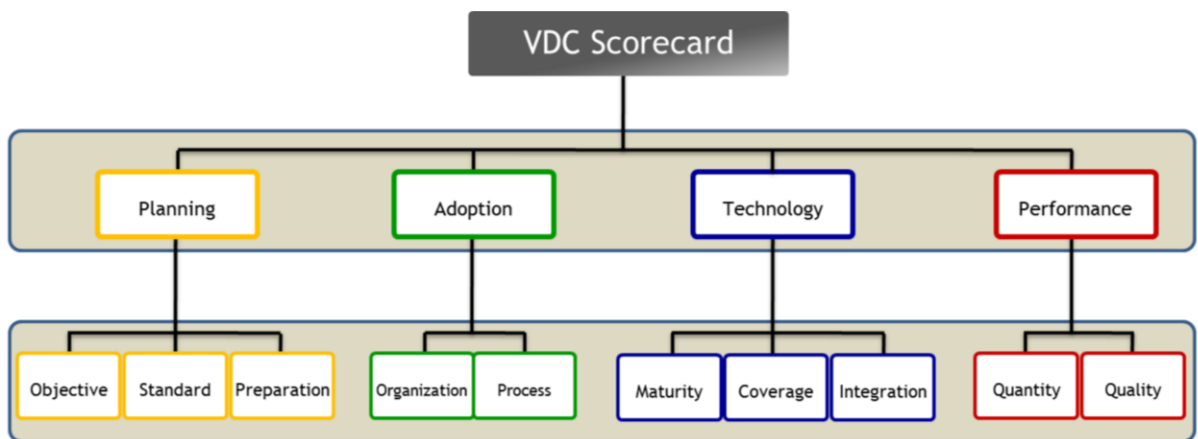 VDC Scorecard
Planning
Adoption
Technology
Performance
Objective
Standard
Preparation
Organization
Process
Maturity
Coverage
Integration
Quantity
Quality